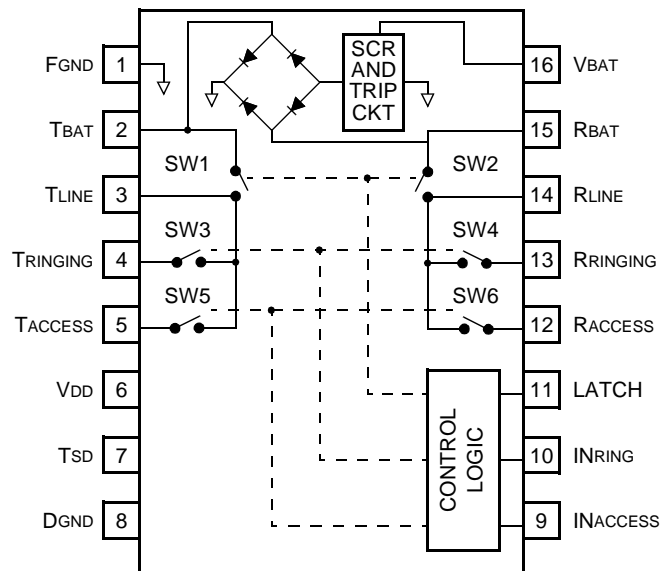 FGND 1
TBAT 2
TLINE 3
TRINGING 4
TACCESS 5
VDD 6
TSD 7
DGND 8
SW1
SW3
SW5
SCR
AND
TRIP
CKT
SW2
SW4
SW6
CONTROL
LOGIC
16 VBAT
15 RBAT
14 RLINE
13 RRINGING
12 RACCESS
11 LATCH
10 INRING
9 INACCESS